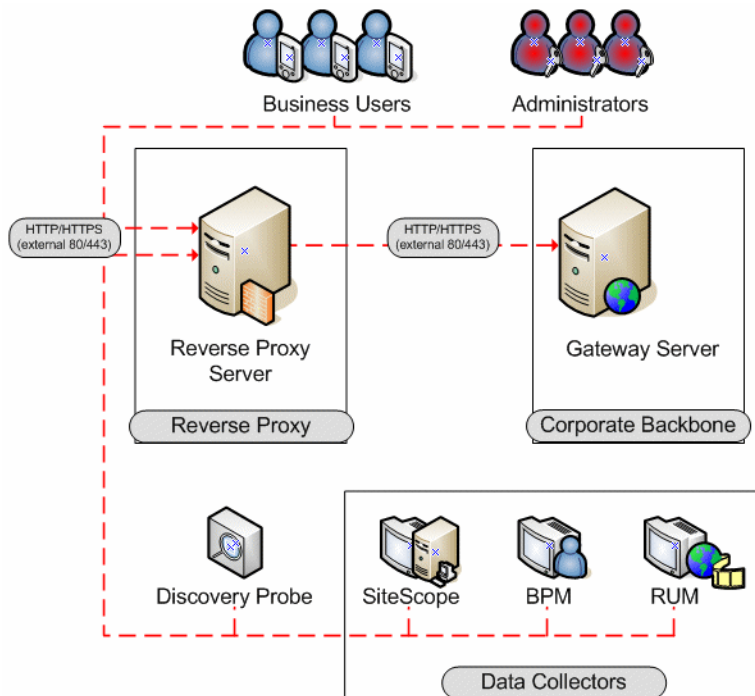 Business Users
Administrators
HTTP/HTTPS
(external 80/443)
HTTP/HTTPS
(external 80/443)
Reverse Proxy
Server
Gateway Server
Reverse Proxy
Corporate Backbone
Discovery Probe
SiteScope
BPM
RUM
Data Collectors